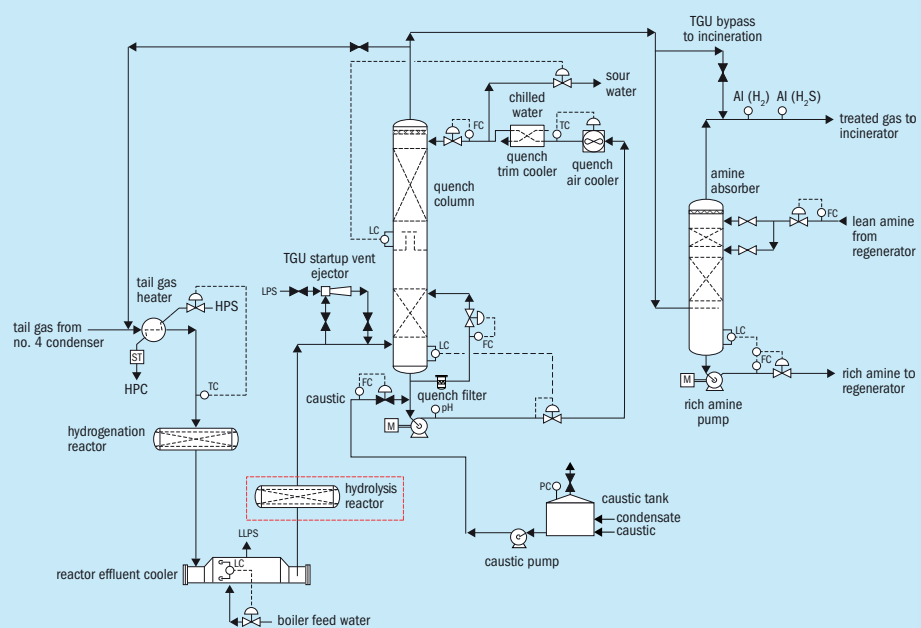 TGU bypass
to incineration
sour
water
AI (H₂)
AI (H₂S)
chilled
water
FC
TC
treated gas to
incinerator
quench
trim cooler
quench
air cooler
amine
absorber
quench
column
FC
lean amine
from
regenerator
LC
TGU startup vent
ejector
tail gas
heater
LPS
HPS
tail gas from
no. 4 condenser
ST
HPC
FC
LC
LC
FC
TC
FC
caustic
quench filter
pH
M
M
rich amine to
regenerator
rich amine
pump
hydrogenation
reactor
hydrolysis
reactor
PC
caustic tank
condensate
caustic
caustic pump
LLPS
LC
reactor effluent cooler
boiler feed water